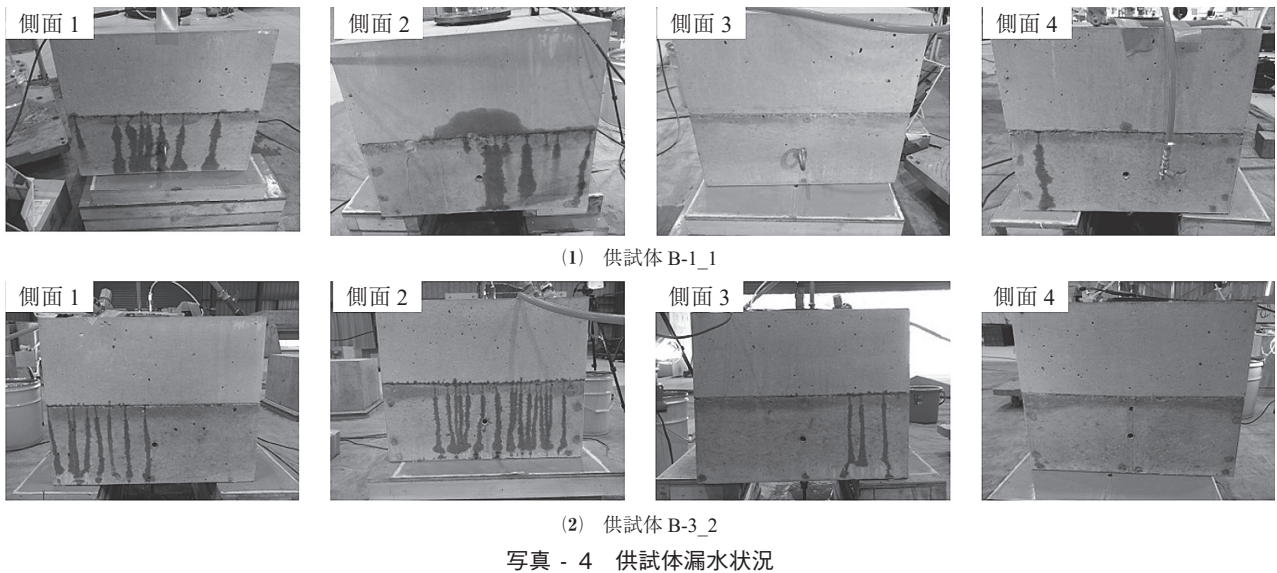 側面 1
側面 2
側面 3
側面 4
(1) 供試体 B-1_1
側面 1
側面 2
側面 3
側面 4
(2) 供試体 B-3_2
写真 - 4 供試体漏水状況